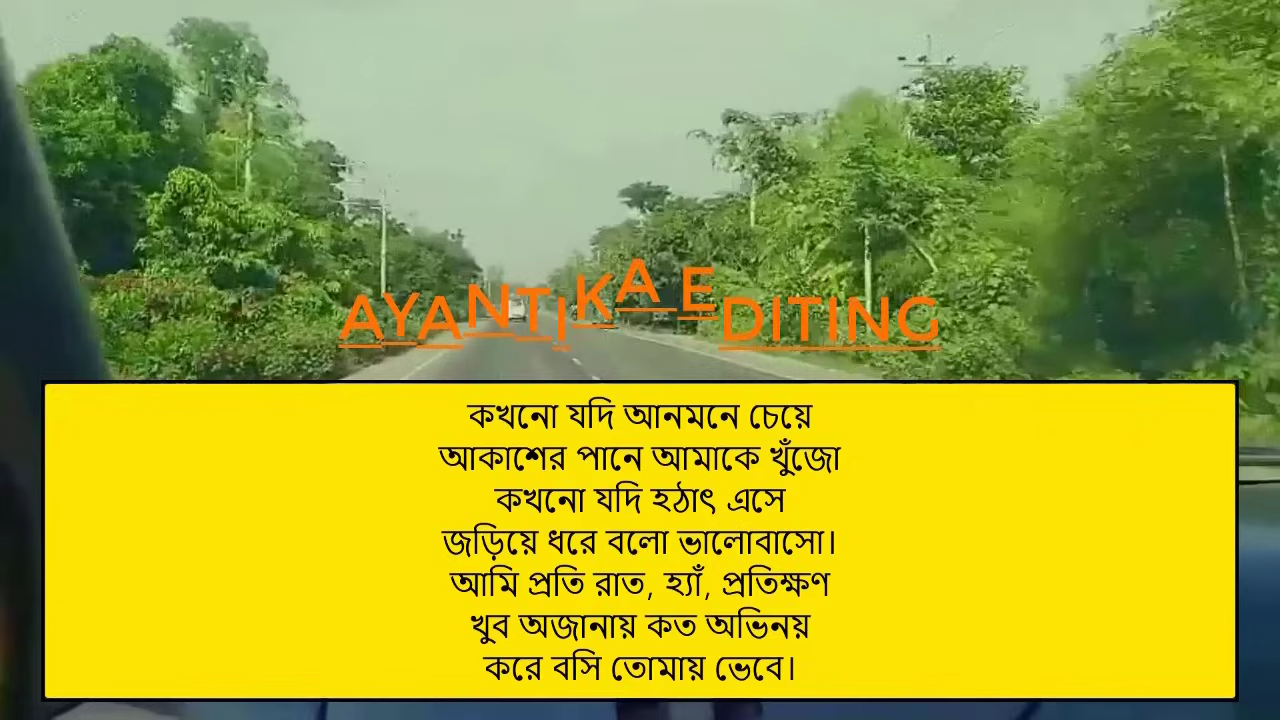 AYANTIKA EDITING
কখনো যদি আনমনে চেয়ে
আকাশের পানে আমাকে খুঁজো
কখনো যদি হঠাৎ এসে
জড়িয়ে ধরে বলো ভালোবাসো।
আমি প্রতি রাত, হ্যাঁ, প্রতিক্ষণ
খুব অজানায় কত অভিনয়
করে বসি তোমায় ভেবে।